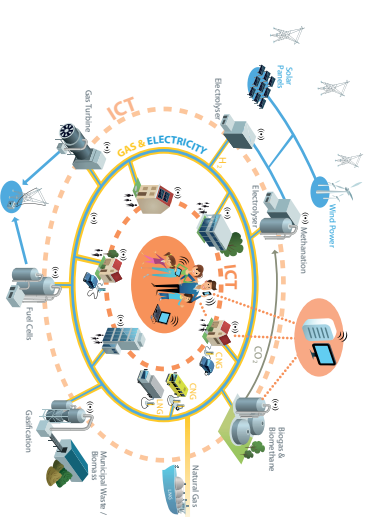 Solar
Panels
Wind Power
Electrolyser
Electrolyser
Methanation
H₂
ICT
GAS & ELECTRICITY
Gas Turbine
ICT
CO₂
CNG
CNG
LNG
Fuel Cells
Biogas &
Biomethane
Natural Gas
LNG
Gasification
Municipal Waste /
Biomass